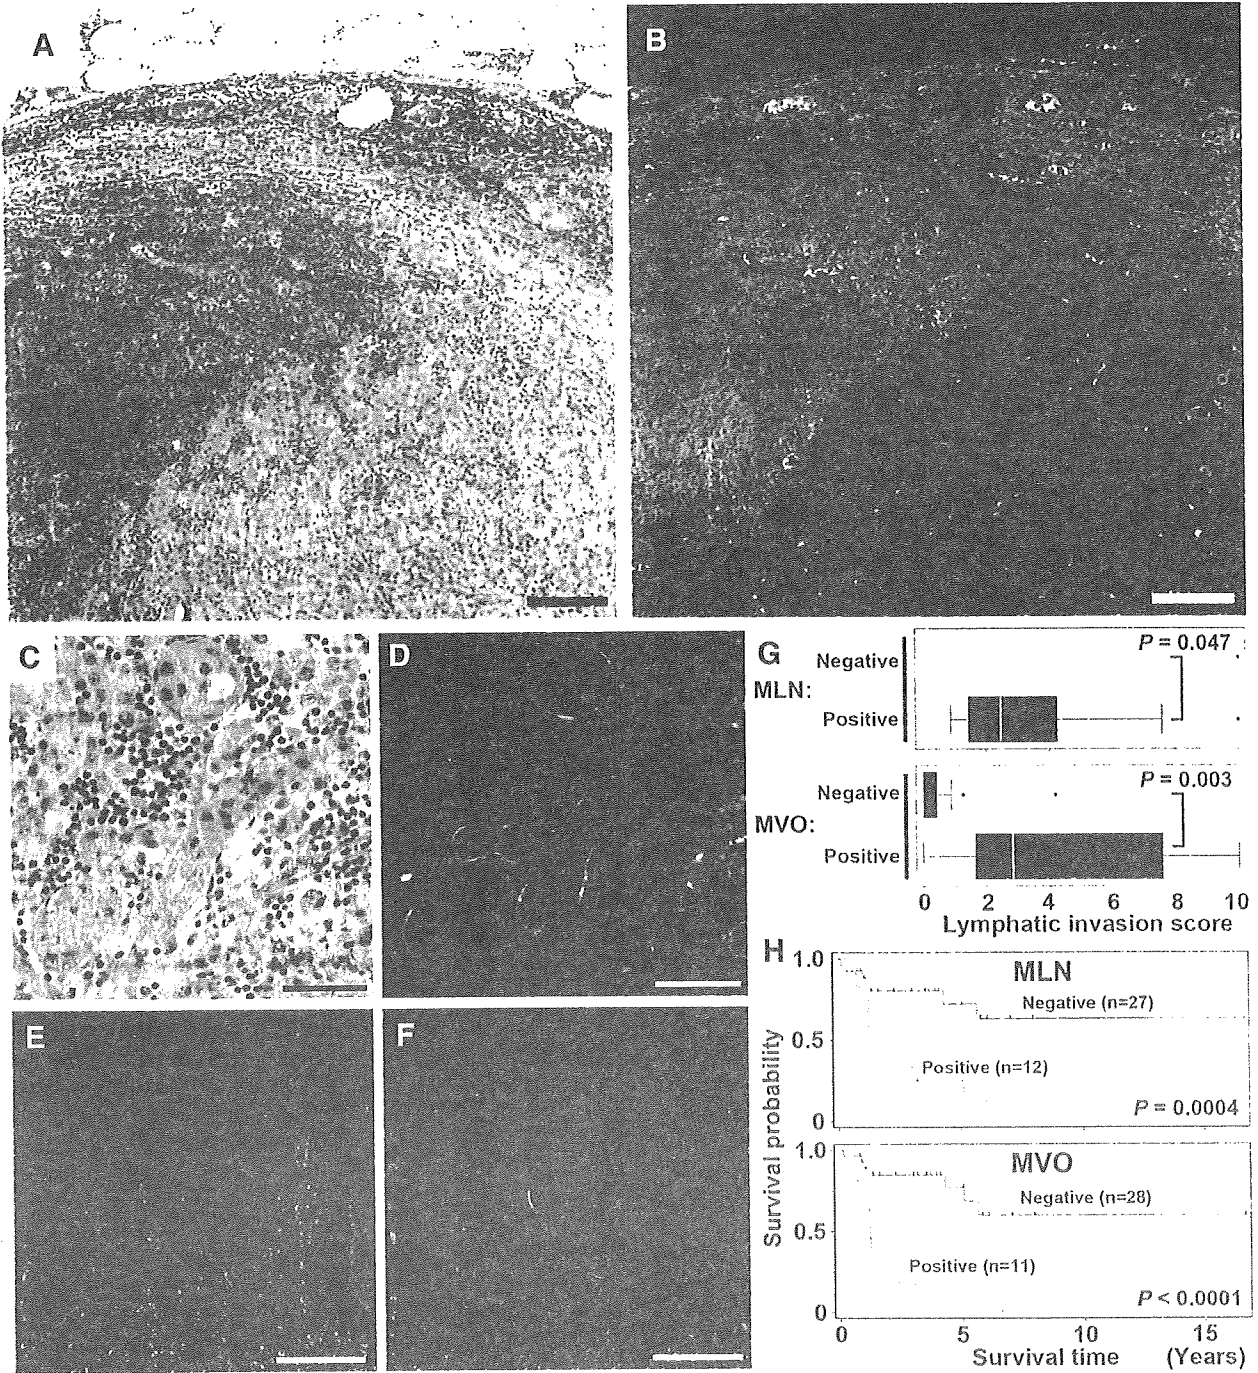 A
B
C
D
E
F
G
P = 0.047
Negative
MLN:
Positive
P = 0.003
Negative
MVO:
Positive
0 2 4 6 8 10
Lymphatic invasion score
H
Survival probability
1.0
MLN
Negative (n=27)
0.5
Positive (n=12)
P = 0.0004
0
1.0
MVO
Negative (n=28)
0.5
Positive (n=11)
P < 0.0001
0
0 5 10 15
Survival time (Years)